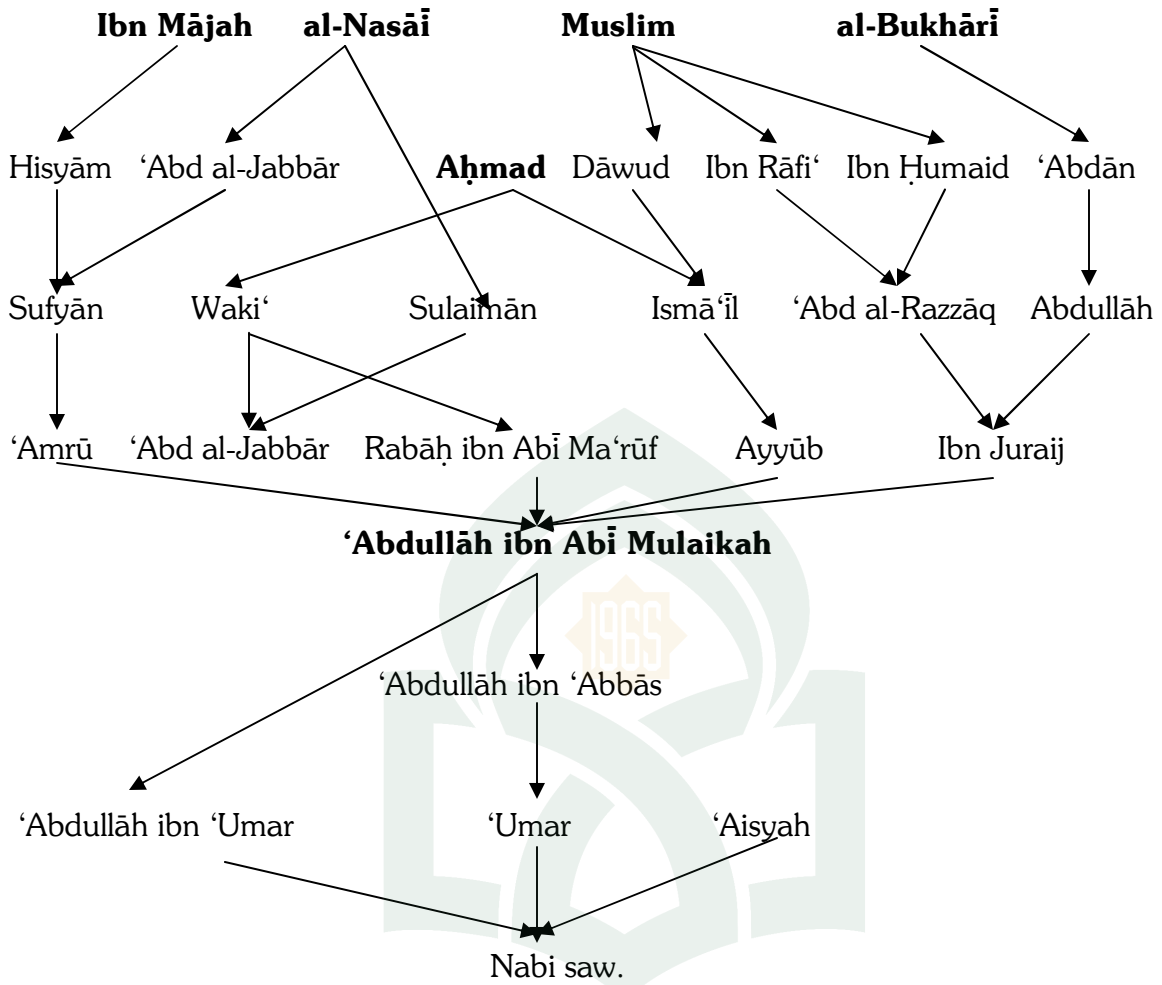 Ibn Mājah al-Nasāī Muslim al-Bukhārī
Hisyām ‘Abd al-Jabbār Aḥmad Dāwud Ibn Rāfi‘ Ibn Ḥumaid ‘Abdān
Sufyān Waki‘ Sulaimān Ismā‘īl ‘Abd al-Razzāq Abdullāh
‘Amrū ‘Abd al-Jabbār Rabāḥ ibn Abī Ma‘rūf Ayyūb Ibn Juraij
‘Abdullāh ibn Abī Mulaikah
1965
‘Abdullāh ibn ‘Abbās
‘Abdullāh ibn ‘Umar ‘Umar ‘Aisyah
Nabi saw.